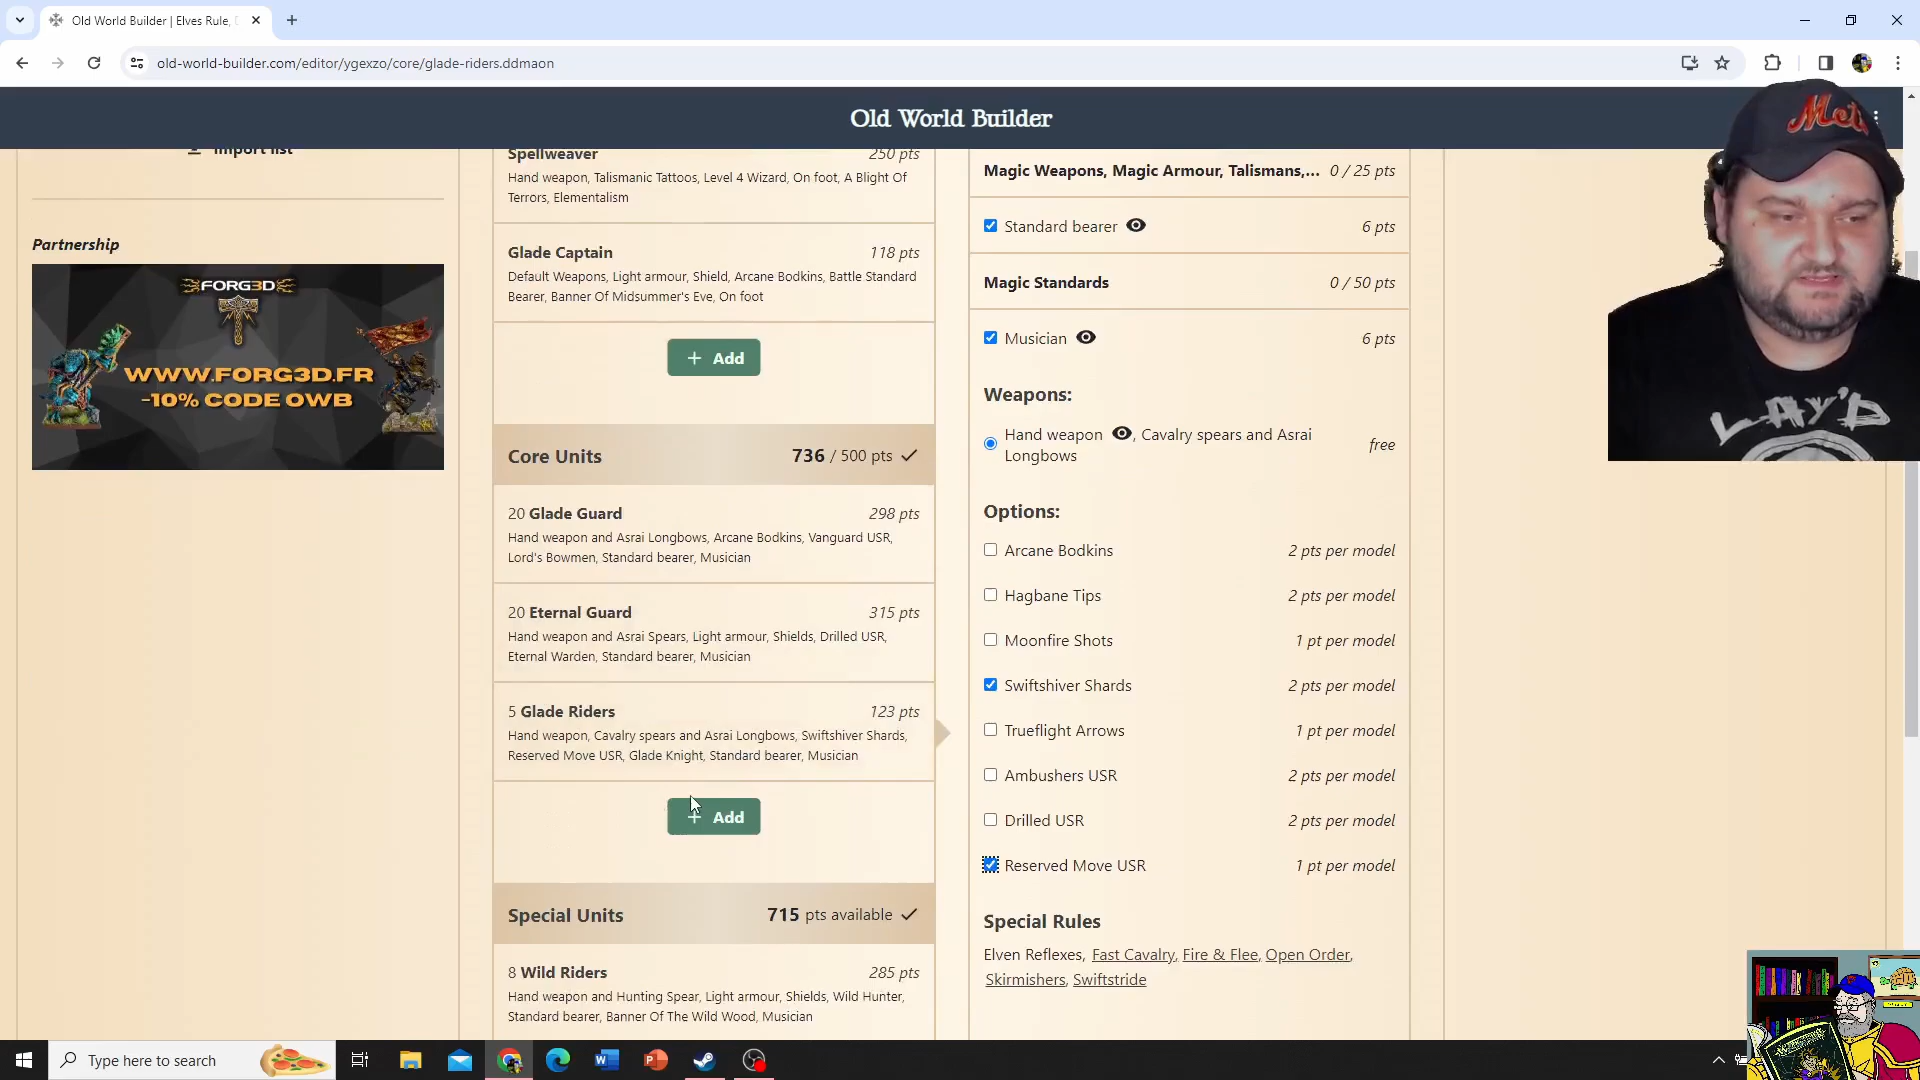 Old World Builder | Elves Rule,
old-world-builder.com/editor/ygexzo/core/glade-riders.ddmaon
Old World Builder
Import list
Partnership
FORG3D
WWW.FORG3D.FR
-10% CODE OWB
Spellweaver 250 pts
Hand weapon, Talismanic Tattoos, Level 4 Wizard, On foot, A Blight Of
Terrors, Elementalism
Glade Captain 118 pts
Default Weapons, Light armour, Shield, Arcane Bodkins, Battle Standard
Bearer, Banner Of Midsummer's Eve, On foot
+ Add
Core Units 736 / 500 pts
20 Glade Guard 298 pts
Hand weapon and Asrai Longbows, Arcane Bodkins, Vanguard USR,
Lord's Bowmen, Standard bearer, Musician
20 Eternal Guard 315 pts
Hand weapon and Asrai Spears, Light armour, Shields, Drilled USR,
Eternal Warden, Standard bearer, Musician
5 Glade Riders 123 pts
Hand weapon, Cavalry spears and Asrai Longbows, Swiftshiver Shards,
Reserved Move USR, Glade Knight, Standard bearer, Musician
+ Add
Special Units 715 pts available
8 Wild Riders 285 pts
Hand weapon and Hunting Spear, Light armour, Shields, Wild Hunter,
Standard bearer, Banner Of The Wild Wood, Musician
Magic Weapons, Magic Armour, Talismans,... 0 / 25 pts
Standard bearer 6 pts
Magic Standards 0 / 50 pts
Musician 6 pts
Weapons:
Hand weapon , Cavalry spears and Asrai
Longbows
free
Options:
Arcane Bodkins 2 pts per model
Hagbane Tips 2 pts per model
Moonfire Shots 1 pt per model
Swiftshiver Shards 2 pts per model
Trueflight Arrows 1 pt per model
Ambushers USR 2 pts per model
Drilled USR 2 pts per model
Reserved Move USR 1 pt per model
Special Rules
Elven Reflexes, Fast Cavalry, Fire & Flee, Open Order,
Skirmishers, Swiftstride
LAY'D
Type here to search